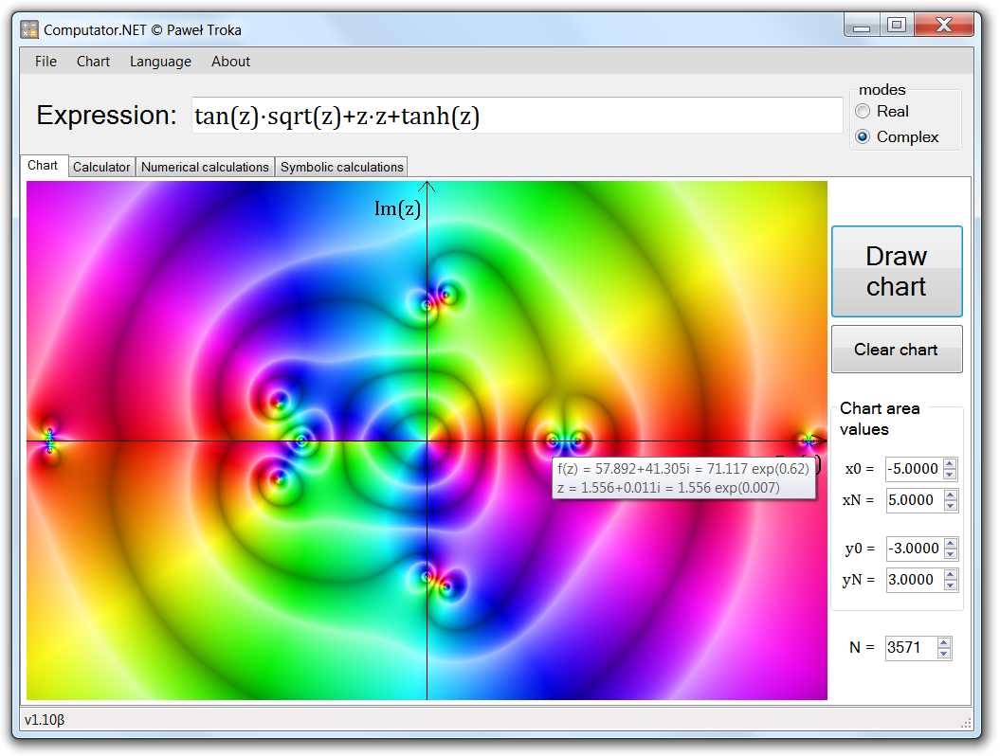 Computator.NET © Paweł Troka
File Chart Language About
Expression: tan(z)·sqrt(z)+z·z+tanh(z)
modes
Real
Complex
Chart Calculator Numerical calculations Symbolic calculations
Im(z)
Draw
chart
Clear chart
Chart area
values
f(z) = 57.892+41.305i = 71.117 exp(0.62)
z = 1.556+0.011i = 1.556 exp(0.007)
x0 = -5.0000
xN = 5.0000
y0 = -3.0000
yN = 3.0000
N = 3571
v1.10β